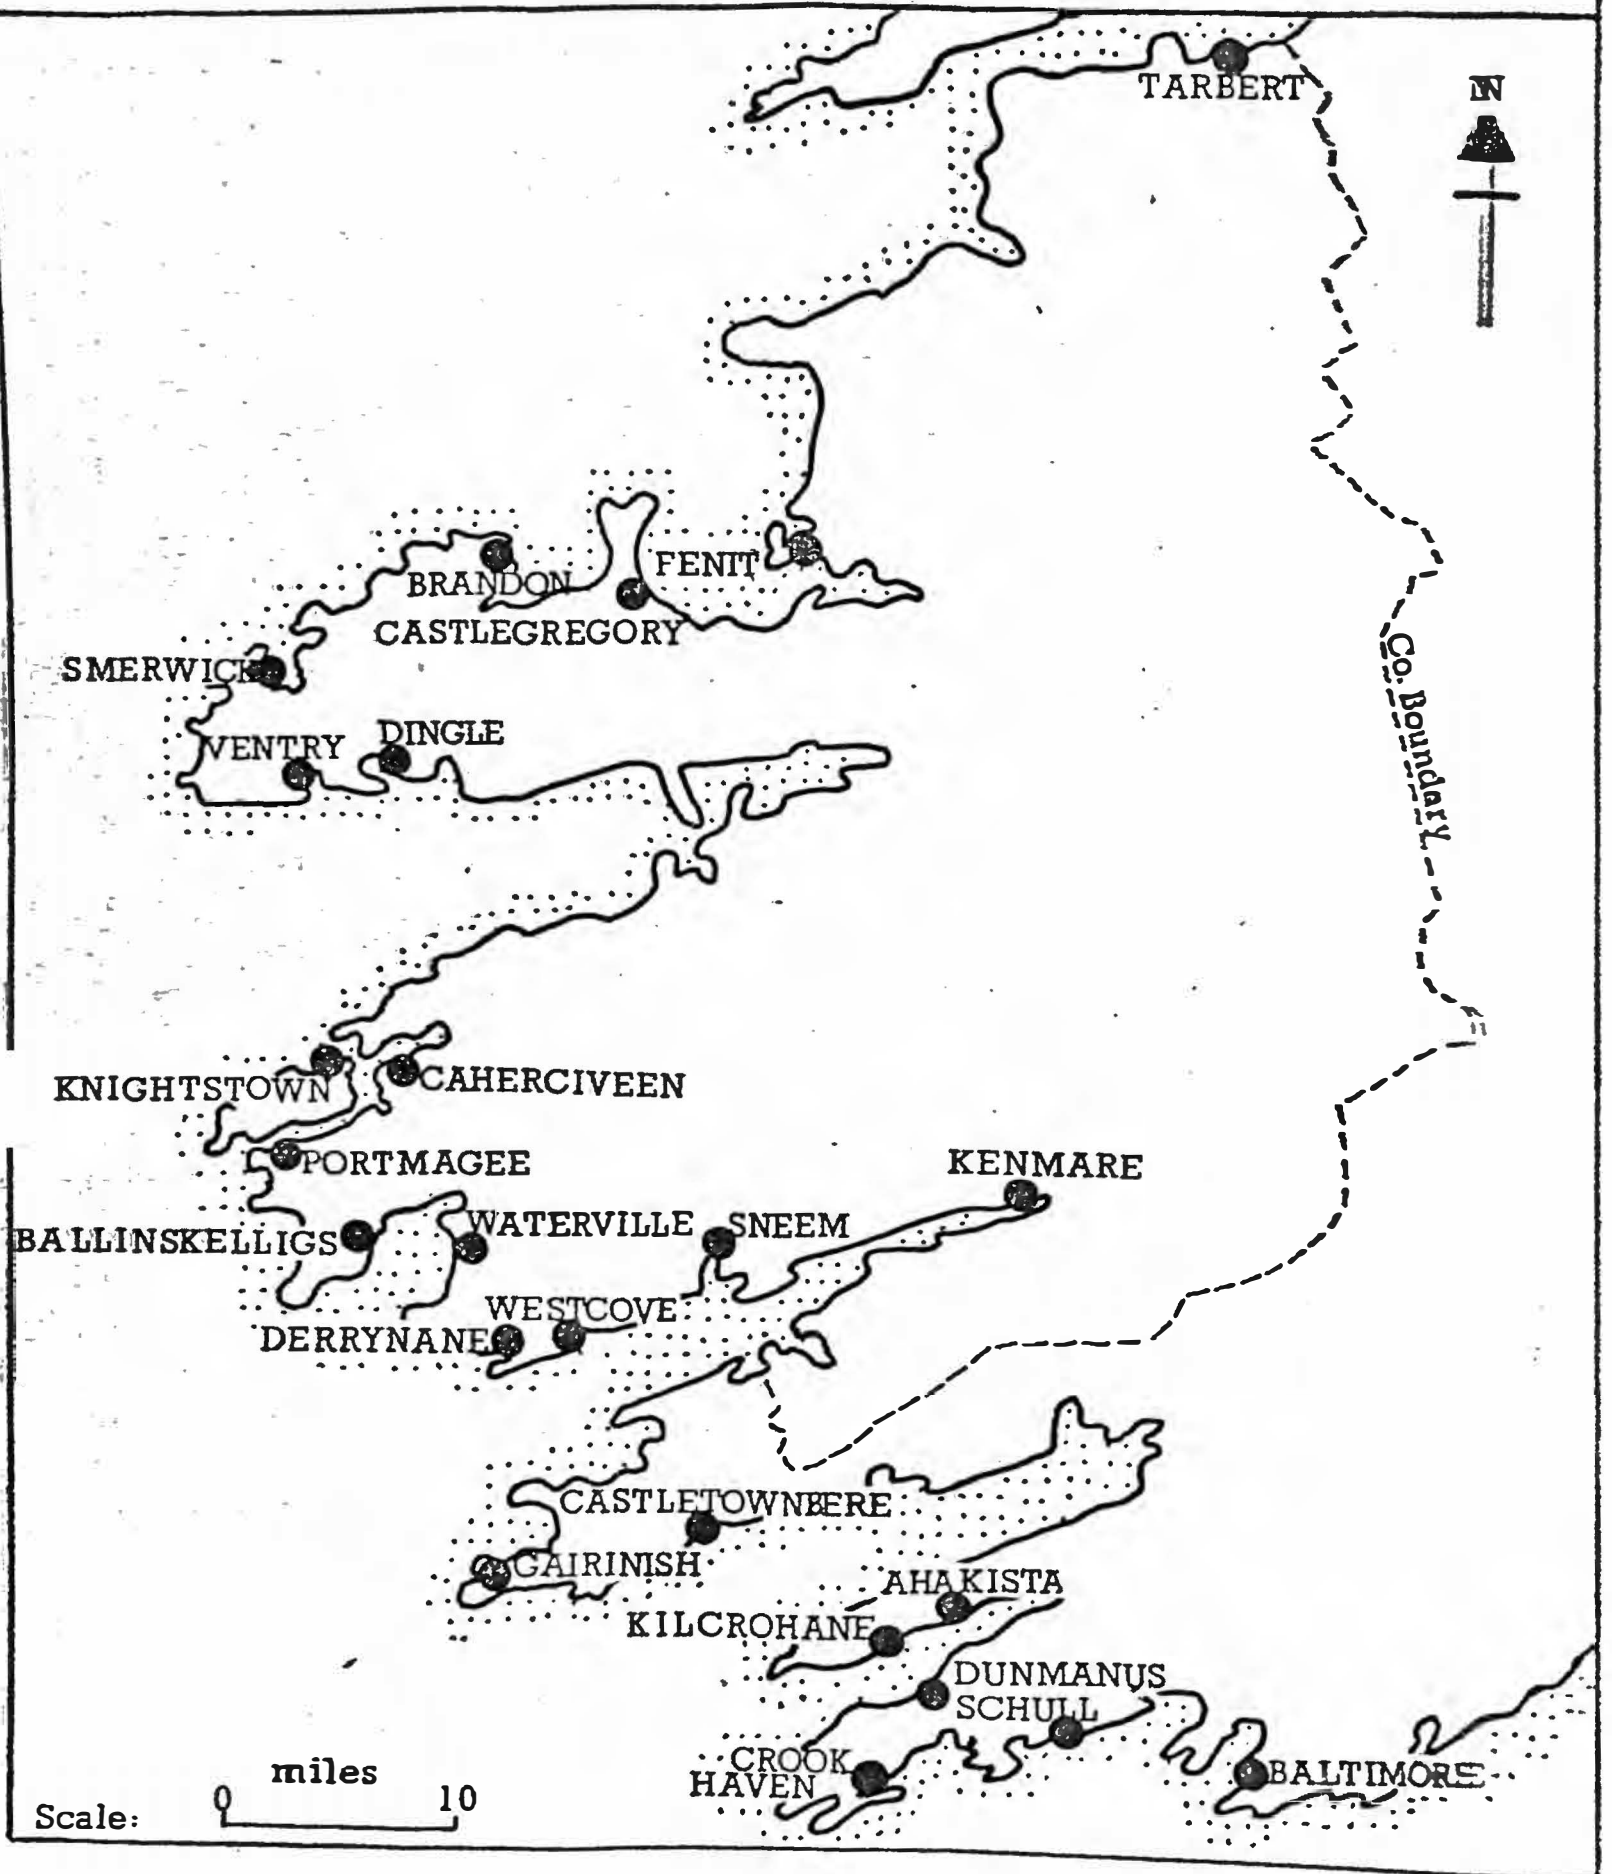 TARBERT
N
FENIT
BRANDON
CASTLEGREGORY
SMERWICK
Co. Boundary
DINGLE
VENTRY
KNIGHTSTOWN
CAHERCIVEEN
PORTMAGEE
KENMARE
BALLINSKELLIGS
WATERVILLE
SNEEM
WESTCOVE
DERRYNANE
CASTLETOWNBERE
GAIRINISH
AHAKISTA
KILCROHANE
DUNMANUS
SCHULL
CROOK
HAVEN
BALTIMORE
miles
0 10
Scale: